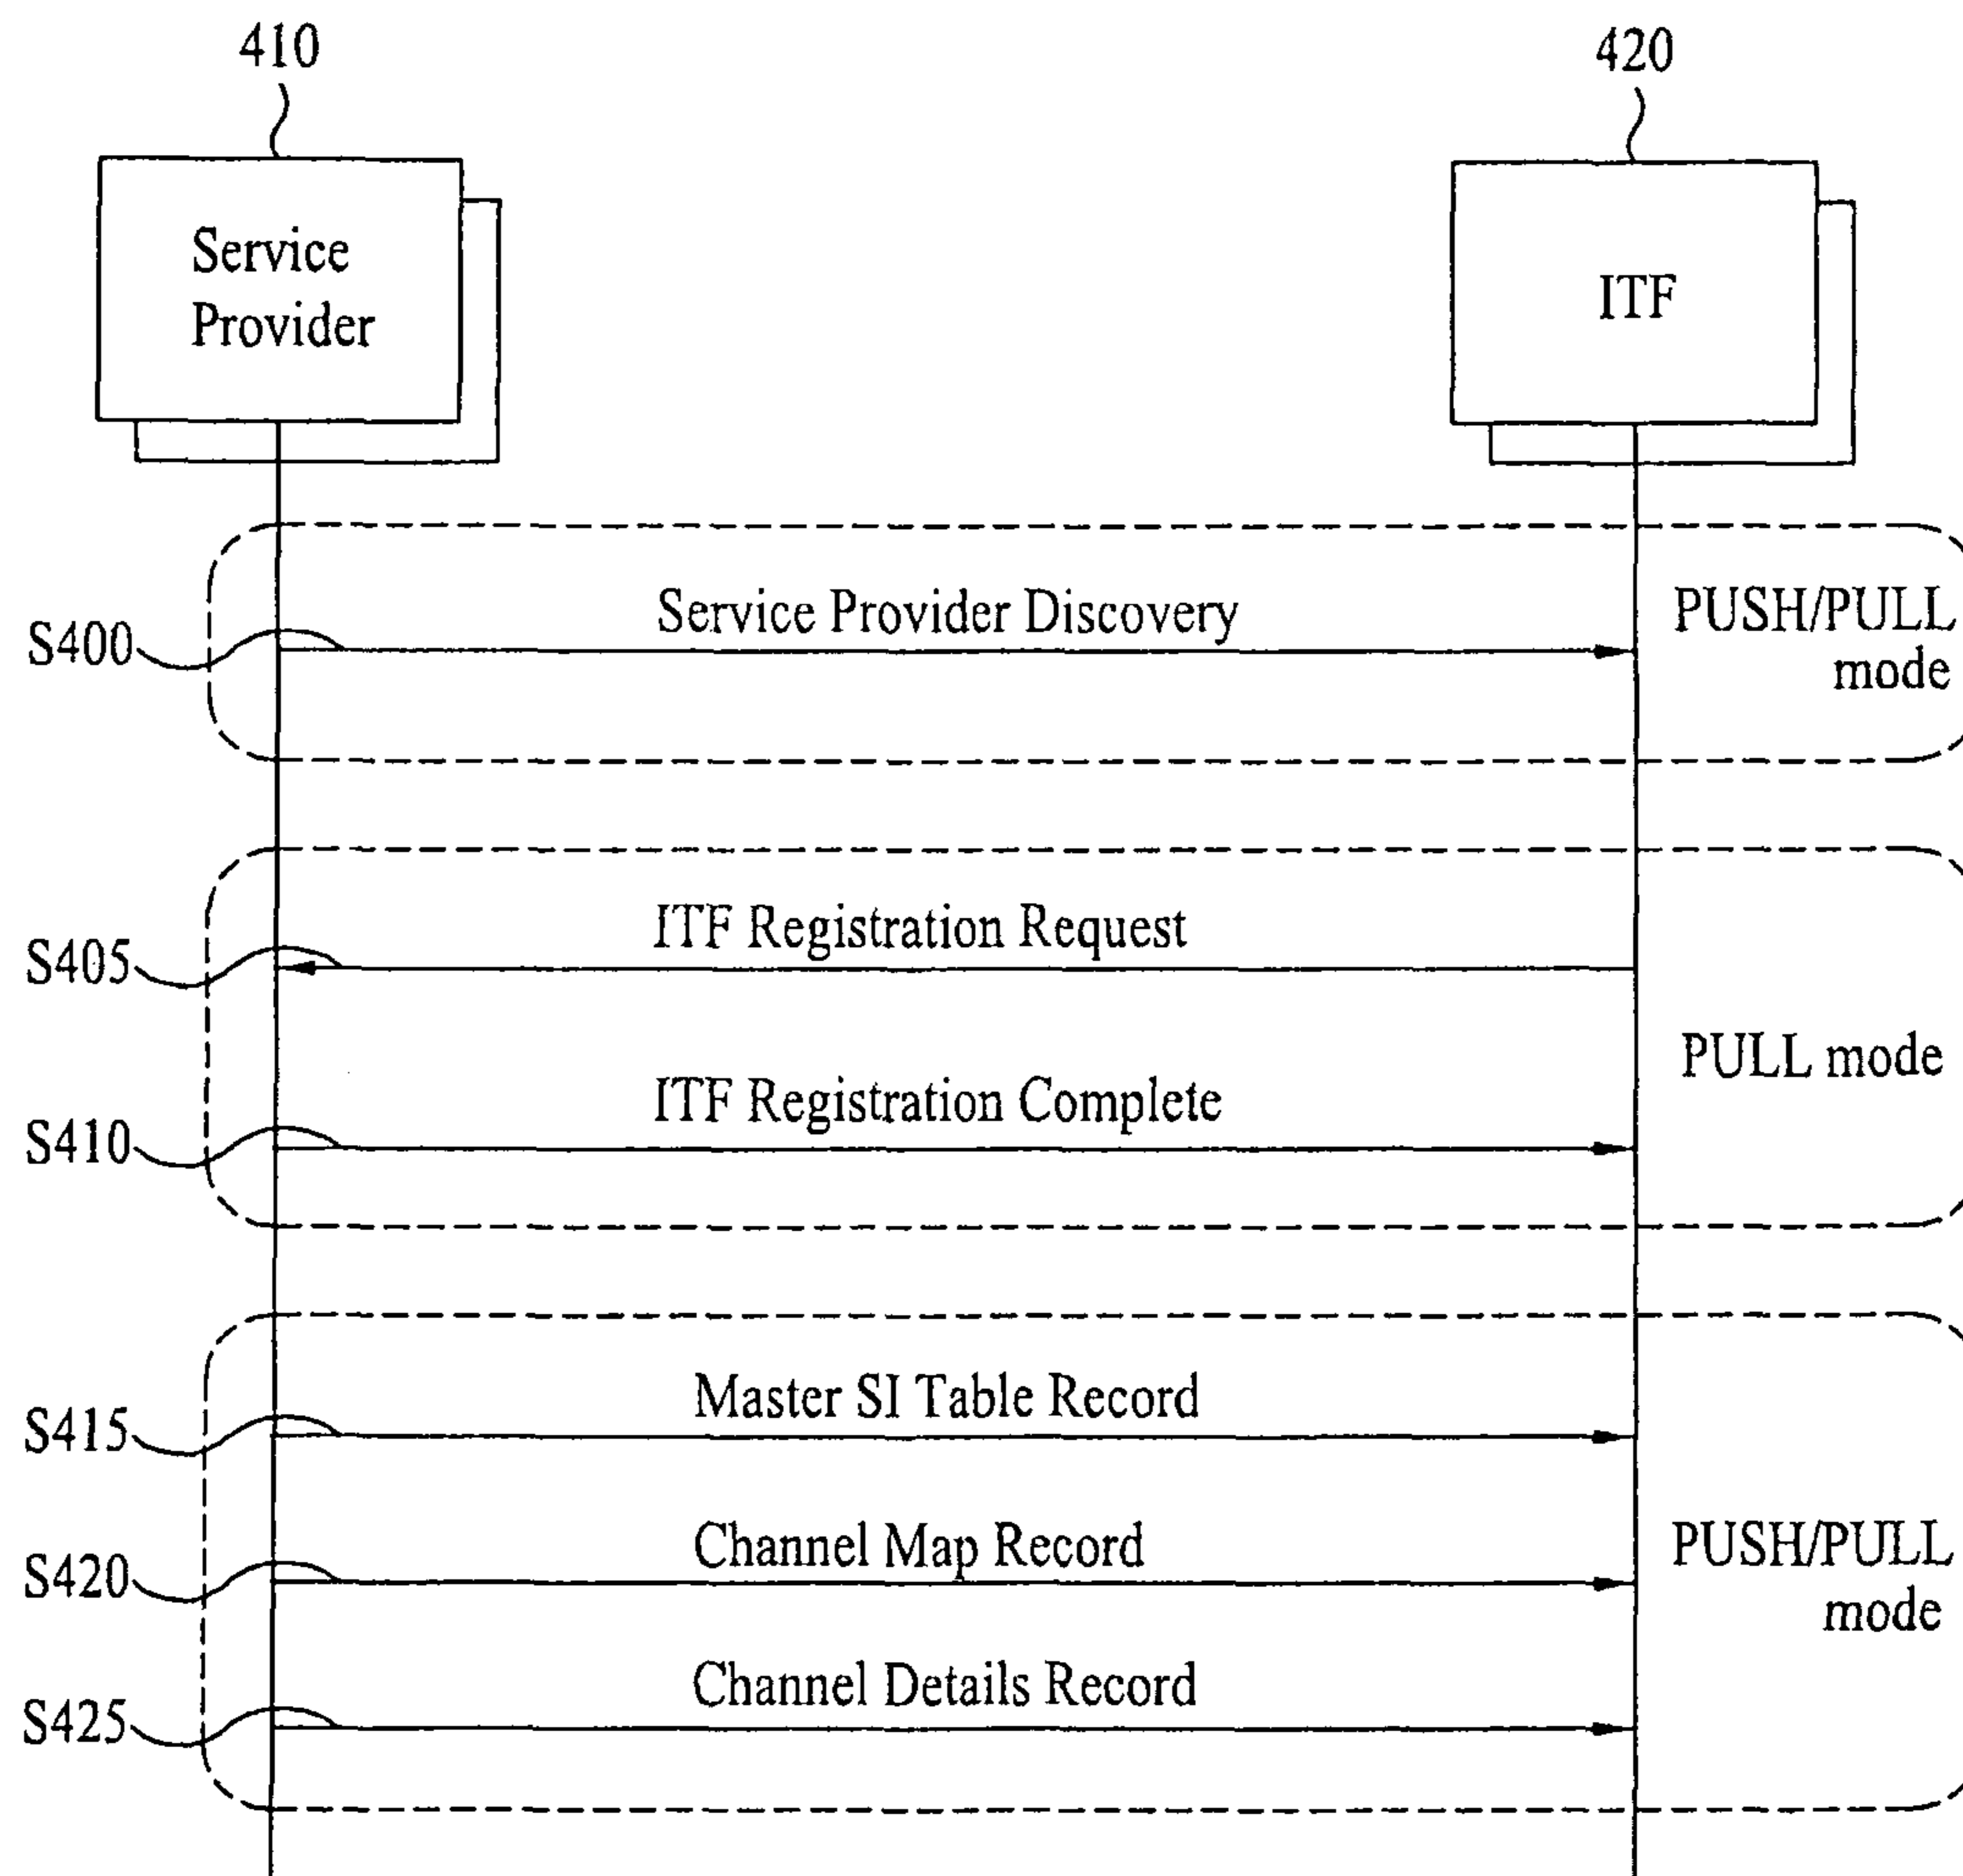 410
420
Service
Provider
ITF
Service Provider Discovery
PUSH/PULL
mode
S400
ITF Registration Request
S405
PULL mode
ITF Registration Complete
S410
Master SI Table Record
S415
Channel Map Record
PUSH/PULL
mode
S420
Channel Details Record
S425